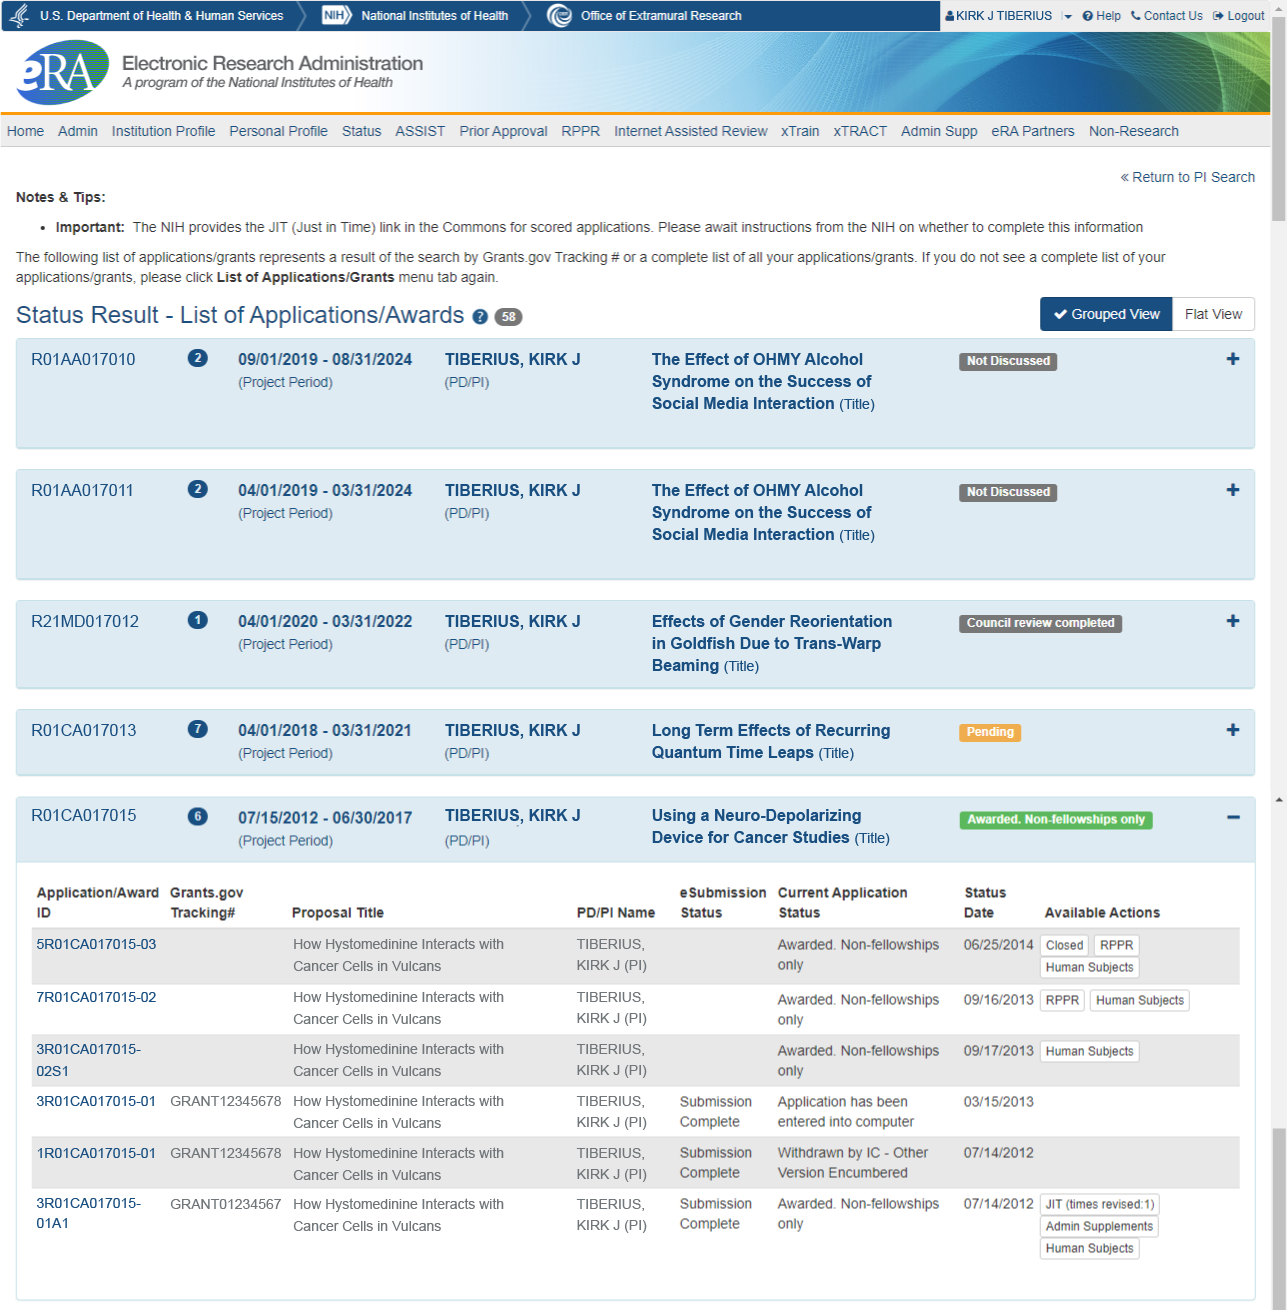 U.S. Department of Health & Human Services
NIH National Institutes of Health
Office of Extramural Research
KIRK J TIBERIUS Help Contact Us Logout
eRA
Electronic Research Administration
A program of the National Institutes of Health
Home Admin Institution Profile Personal Profile Status ASSIST Prior Approval RPPR Internet Assisted Review xTrain xTRACT Admin Supp eRA Partners Non-Research
« Return to PI Search
Notes & Tips:
• Important: The NIH provides the JIT (Just in Time) link in the Commons for scored applications. Please await instructions from the NIH on whether to complete this information
The following list of applications/grants represents a result of the search by Grants.gov Tracking # or a complete list of all your applications/grants. If you do not see a complete list of your
applications/grants, please click List of Applications/Grants menu tab again.
Status Result - List of Applications/Awards ? 58
Grouped View Flat View
R01AA017010 2 09/01/2019 - 08/31/2024 TIBERIUS, KIRK J The Effect of OHMY Alcohol Not Discussed +
(Project Period) (PD/PI) Syndrome on the Success of
Social Media Interaction (Title)
R01AA017011 2 04/01/2019 - 03/31/2024 TIBERIUS, KIRK J The Effect of OHMY Alcohol Not Discussed +
(Project Period) (PD/PI) Syndrome on the Success of
Social Media Interaction (Title)
R21MD017012 1 04/01/2020 - 03/31/2022 TIBERIUS, KIRK J Effects of Gender Reorientation Council review completed +
(Project Period) (PD/PI) in Goldfish Due to Trans-Warp
Beaming (Title)
R01CA017013 7 04/01/2018 - 03/31/2021 TIBERIUS, KIRK J Long Term Effects of Recurring Pending +
(Project Period) (PD/PI) Quantum Time Leaps (Title)
R01CA017015 6 07/15/2012 - 06/30/2017 TIBERIUS, KIRK J Using a Neuro-Depolarizing Awarded. Non-fellowships only −
(Project Period) (PD/PI) Device for Cancer Studies (Title)
Application/Award Grants.gov eSubmission Current Application Status
ID Tracking# Proposal Title PD/PI Name Status Status Date Available Actions
5R01CA017015-03 How Hystomedinine Interacts with TIBERIUS, Awarded. Non-fellowships 06/25/2014 Closed RPPR
Cancer Cells in Vulcans KIRK J (PI) only Human Subjects
7R01CA017015-02 How Hystomedinine Interacts with TIBERIUS, Awarded. Non-fellowships 09/16/2013 RPPR Human Subjects
Cancer Cells in Vulcans KIRK J (PI) only
3R01CA017015- How Hystomedinine Interacts with TIBERIUS, Awarded. Non-fellowships 09/17/2013 Human Subjects
02S1 Cancer Cells in Vulcans KIRK J (PI) only
3R01CA017015-01 GRANT12345678 How Hystomedinine Interacts with TIBERIUS, Submission Application has been 03/15/2013
Cancer Cells in Vulcans KIRK J (PI) Complete entered into computer
1R01CA017015-01 GRANT12345678 How Hystomedinine Interacts with TIBERIUS, Submission Withdrawn by IC - Other 07/14/2012
Cancer Cells in Vulcans KIRK J (PI) Complete Version Encumbered
3R01CA017015- GRANT01234567 How Hystomedinine Interacts with TIBERIUS, Submission Awarded. Non-fellowships 07/14/2012 JIT (times revised:1)
01A1 Cancer Cells in Vulcans KIRK J (PI) Complete only Admin Supplements
Human Subjects